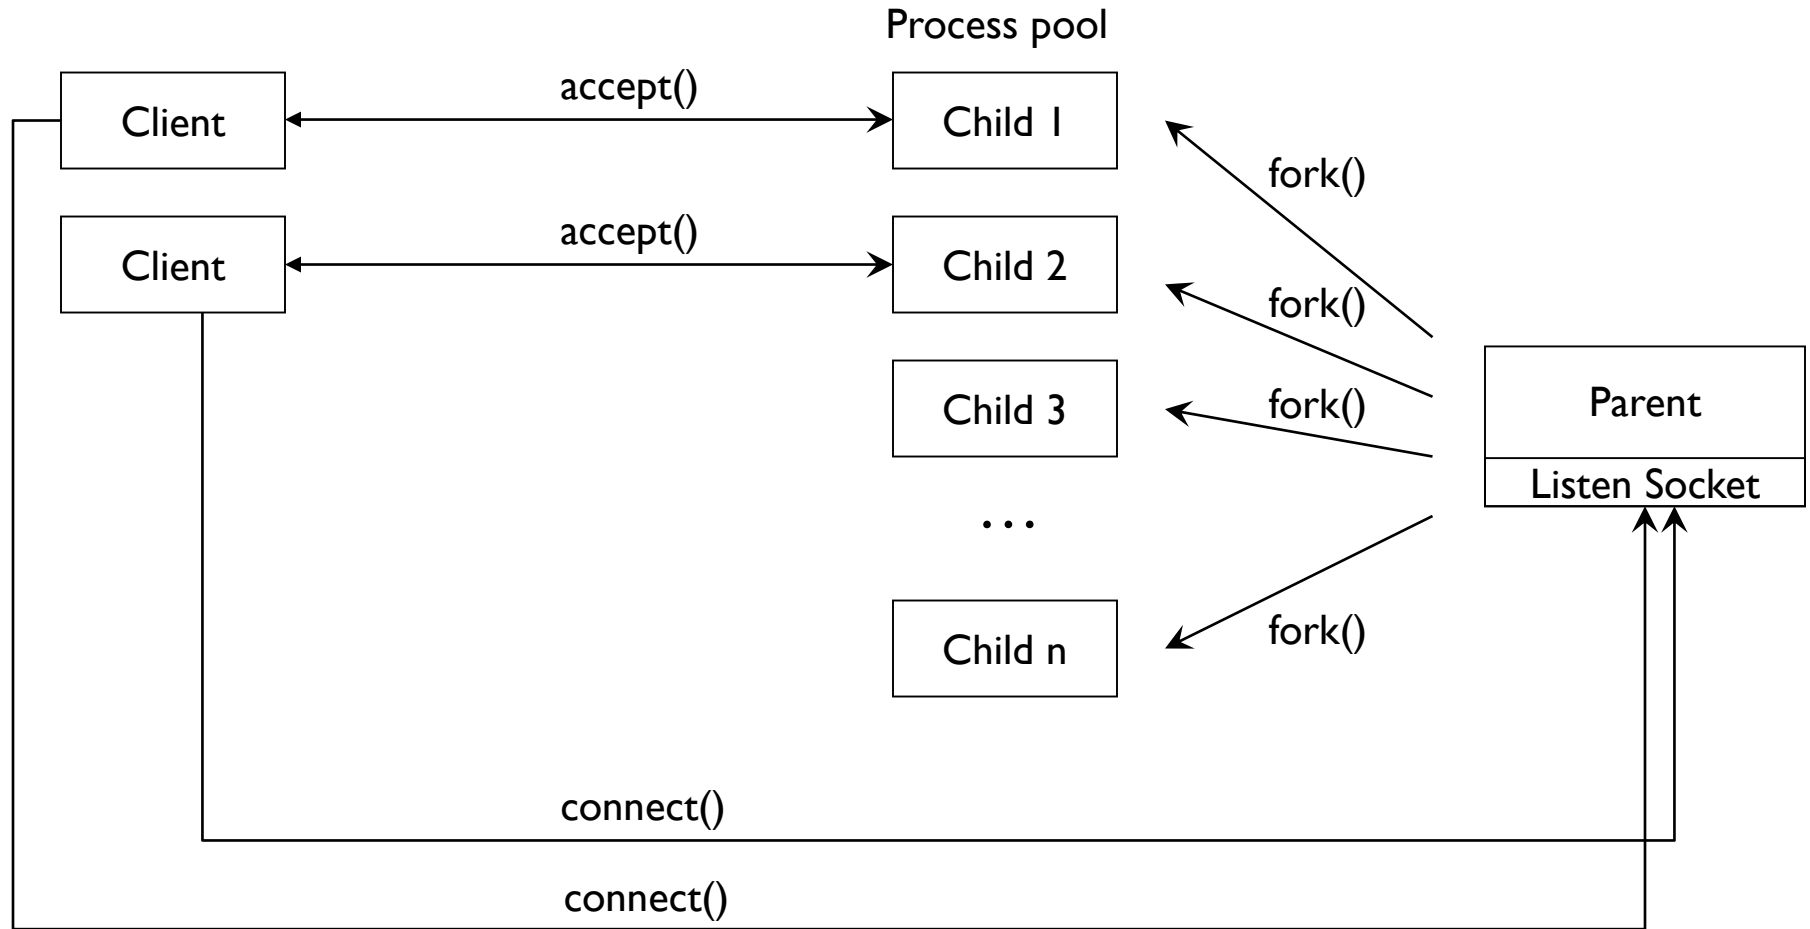 Process pool
Client
accept()
Child 1
fork()
Client
accept()
Child 2
fork()
Child 3
fork()
Parent
Listen Socket
...
Child n
fork()
connect()
connect()